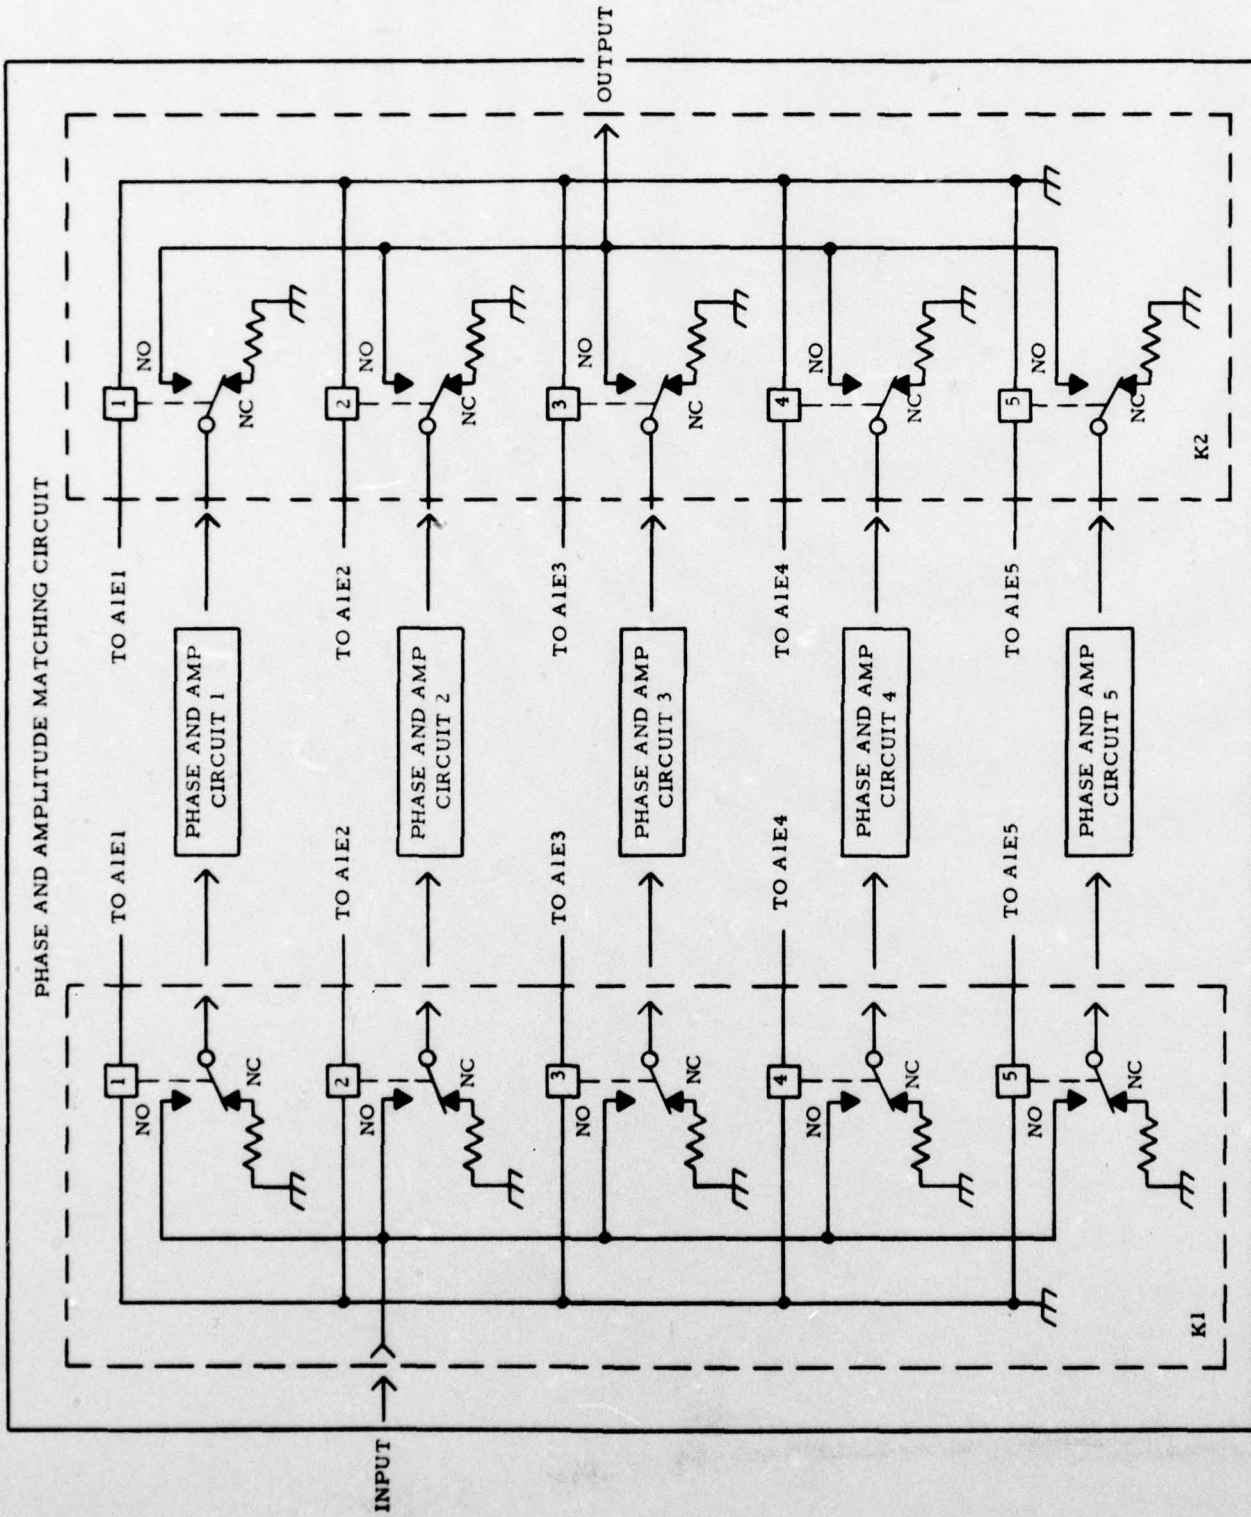 PHASE AND AMPLITUDE MATCHING CIRCUIT
INPUT
K1
1
NO
NC
TO A1E1
2
NO
NC
TO A1E2
3
NO
NC
TO A1E3
4
NO
NC
TO A1E4
5
NO
NC
TO A1E5
PHASE AND AMP
CIRCUIT 1
PHASE AND AMP
CIRCUIT 2
PHASE AND AMP
CIRCUIT 3
PHASE AND AMP
CIRCUIT 4
PHASE AND AMP
CIRCUIT 5
TO A1E1
1
NO
NC
TO A1E2
2
NO
NC
TO A1E3
3
NO
NC
TO A1E4
4
NO
NC
TO A1E5
5
NO
NC
K2
OUTPUT